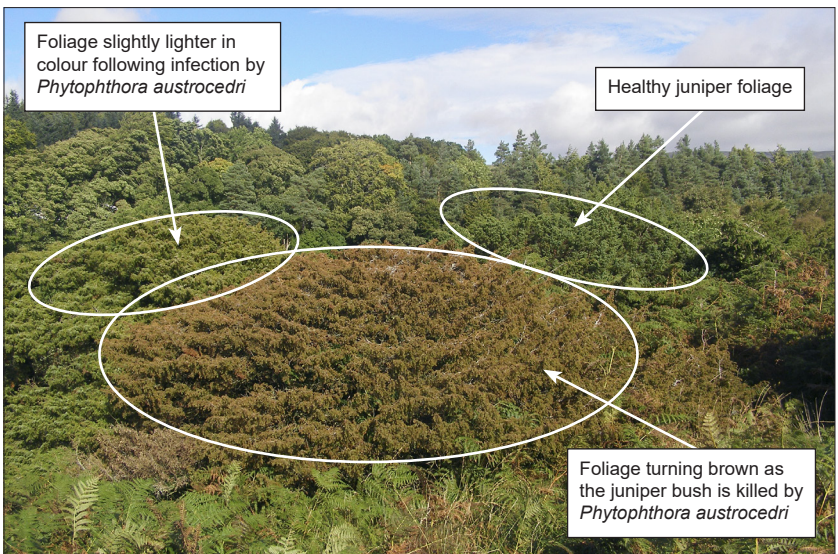 Foliage slightly lighter in
colour following infection by
Phytophthora austrocedri
Healthy juniper foliage
Foliage turning brown as
the juniper bush is killed by
Phytophthora austrocedri